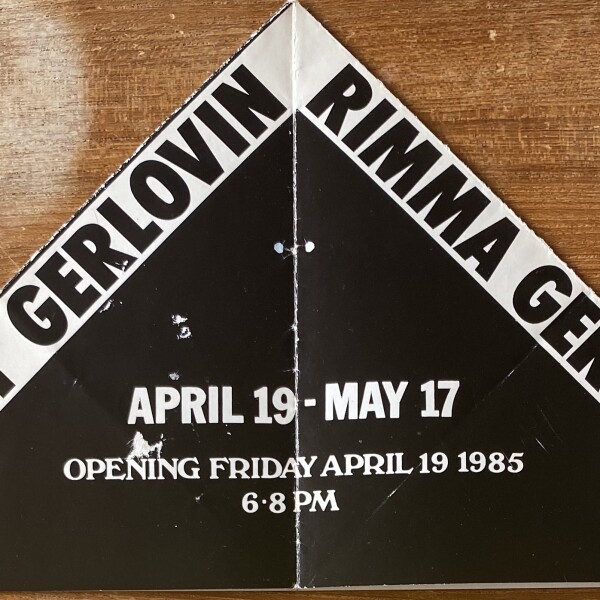 GERLOVIN
RIMMA GE
APRIL 19 - MAY 17
OPENING FRIDAY APRIL 19 1985
6·8 PM